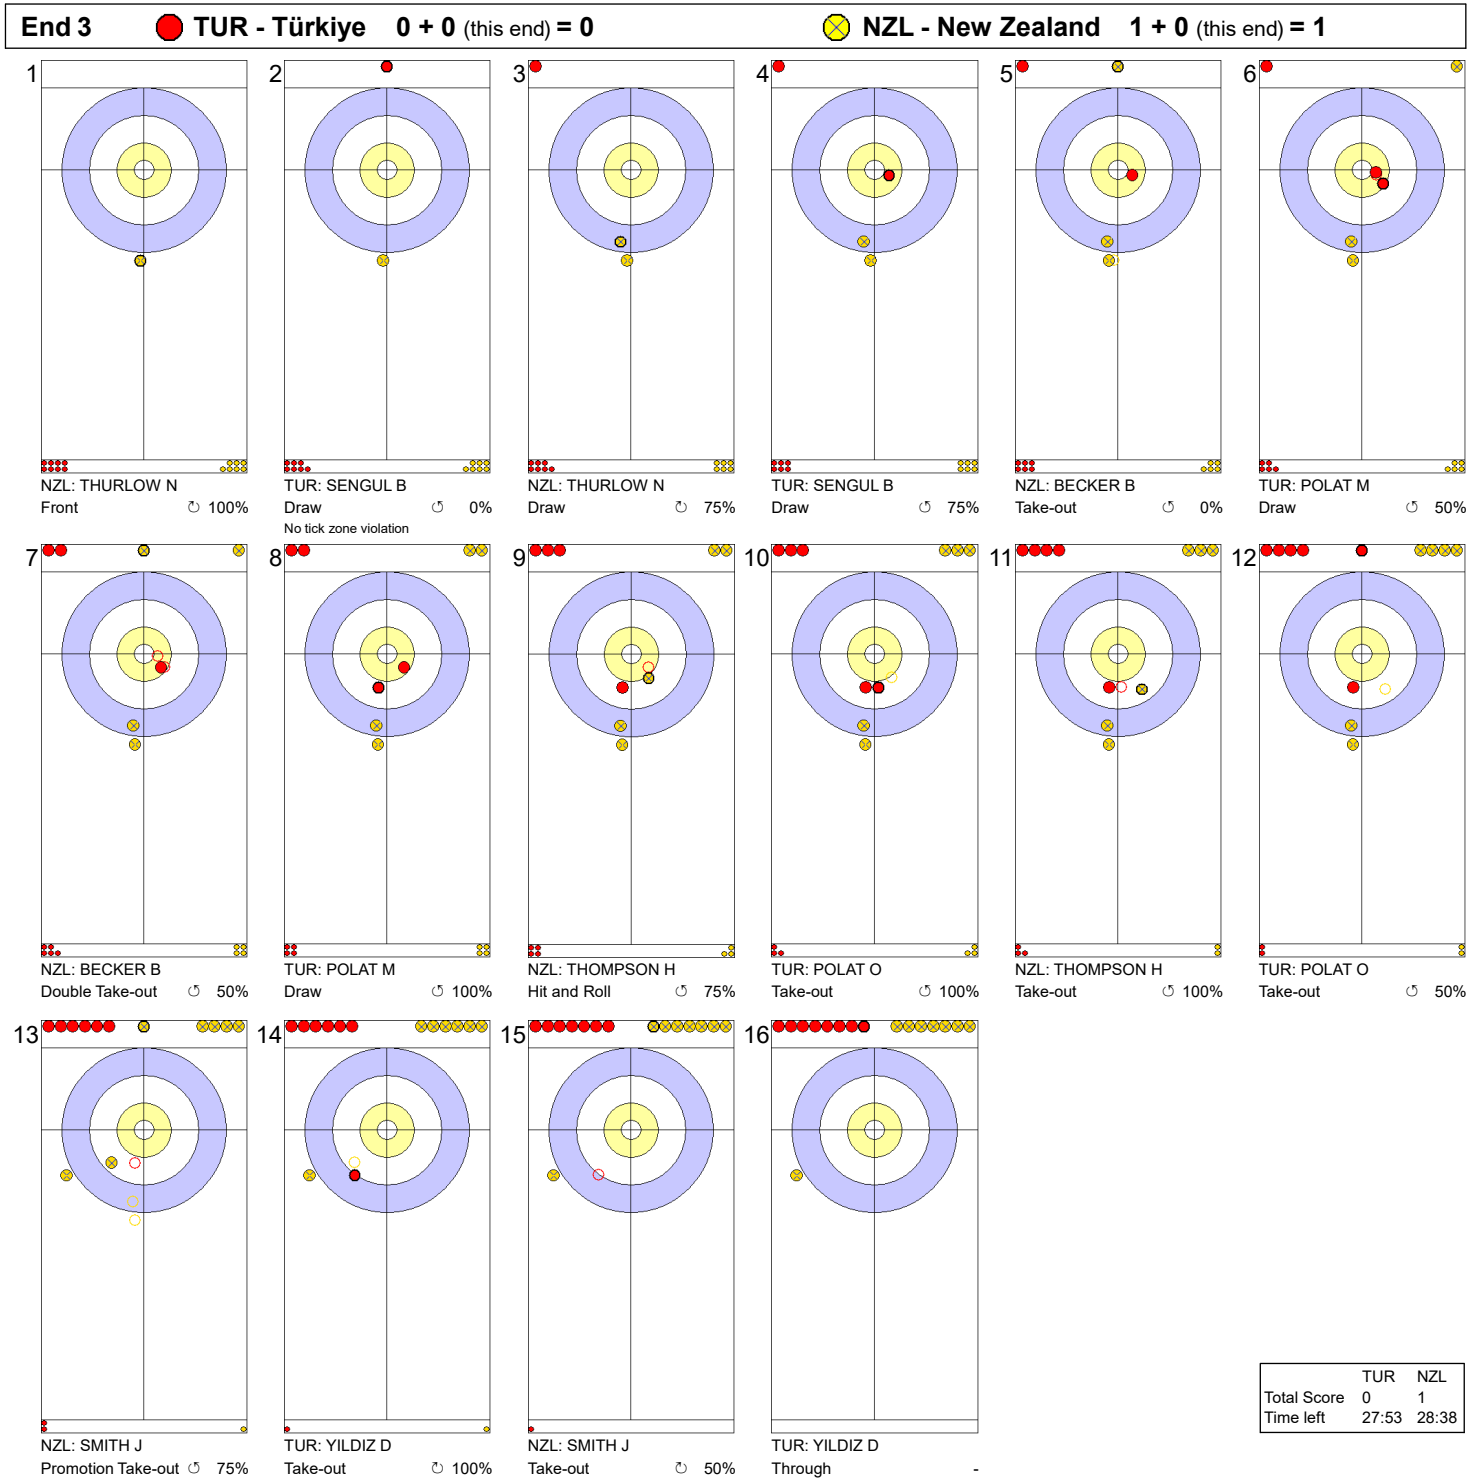 End 3 TUR - Türkiye 0 + 0 (this end) = 0 NZL - New Zealand 1 + 0 (this end) = 1
1 2 3 4 5 6
NZL: THURLOW N TUR: SENGUL B NZL: THURLOW N TUR: SENGUL B NZL: BECKER B TUR: POLAT M
Front 100% Draw 0% Draw 75% Draw 75% Take-out 0% Draw 50%
No tick zone violation
7 8 9 10 11 12
NZL: BECKER B TUR: POLAT M NZL: THOMPSON H TUR: POLAT O NZL: THOMPSON H TUR: POLAT O
Double Take-out 50% Draw 100% Hit and Roll 75% Take-out 100% Take-out 100% Take-out 50%
13 14 15 16
TUR NZL
Total Score 0 1
Time left 27:53 28:38
NZL: SMITH J TUR: YILDIZ D NZL: SMITH J TUR: YILDIZ D
Promotion Take-out 75% Take-out 100% Take-out 50% Through -